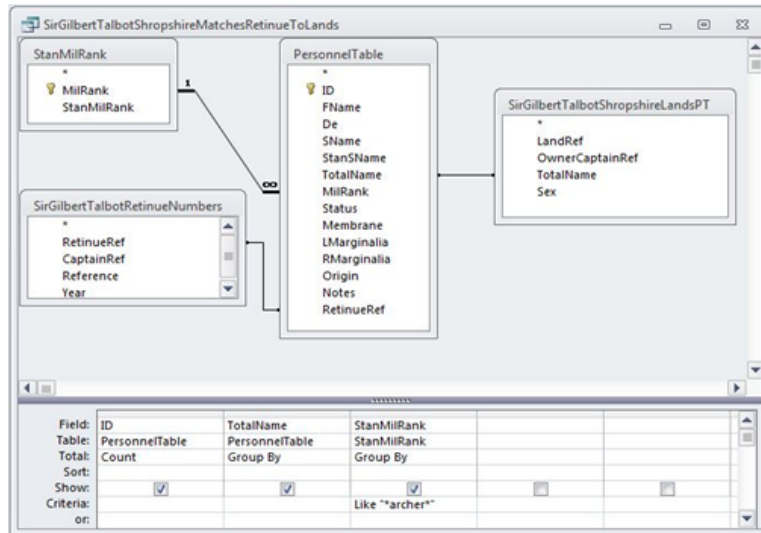 SirGilbertTalbotShropshireMatchesRetinueToLands
StanMilRank
*
MilRank
StanMilRank
1
∞
PersonnelTable
*
ID
FName
De
SName
StanSName
TotalName
MilRank
Status
Membrane
LMarginalia
RMarginalia
Origin
Notes
RetinueRef
SirGilbertTalbotShropshireLandsPT
*
LandRef
OwnerCaptainRef
TotalName
Sex
SirGilbertTalbotRetinueNumbers
*
RetinueRef
CaptainRef
Reference
Year
Field: ID TotalName StanMilRank
Table: PersonnelTable PersonnelTable StanMilRank
Total: Count Group By Group By
Sort:
Show:
Criteria: Like "*archer*"
or: